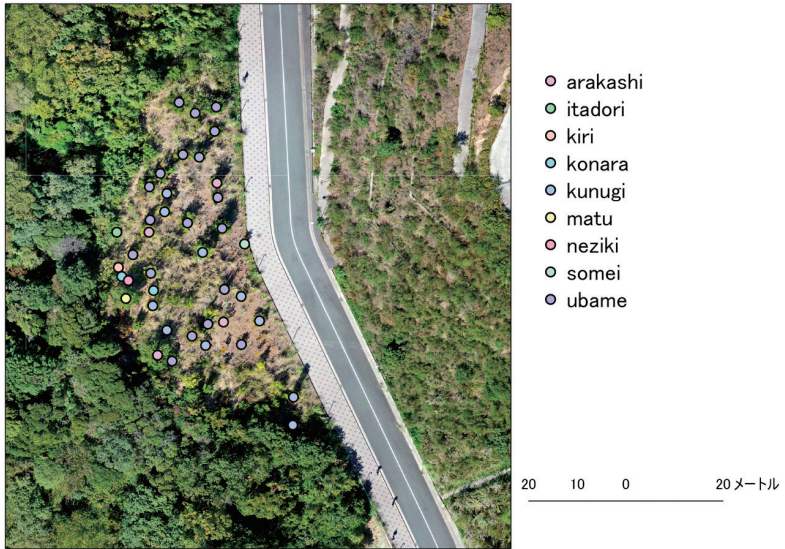 arakashi
itadori
kiri
konara
kunugi
matu
neziki
somei
ubame
20 10 0 20 メートル